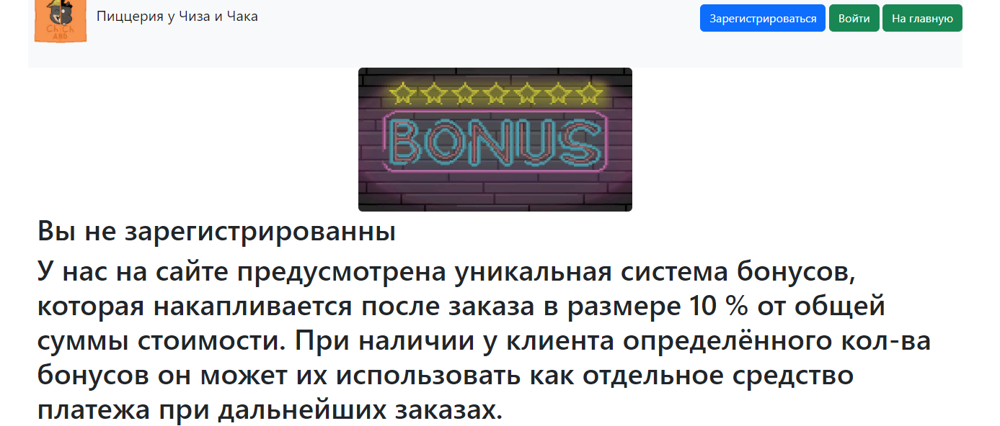 Chi Ch
AND
Пиццерия у Чиза и Чака
Зарегистрироваться
Войти
На главную
BONUS
Вы не зарегистрированны
У нас на сайте предусмотрена уникальная система бонусов,
которая накапливается после заказа в размере 10 % от общей
суммы стоимости. При наличии у клиента определённого кол-ва
бонусов он может их использовать как отдельное средство
платежа при дальнейших заказах.